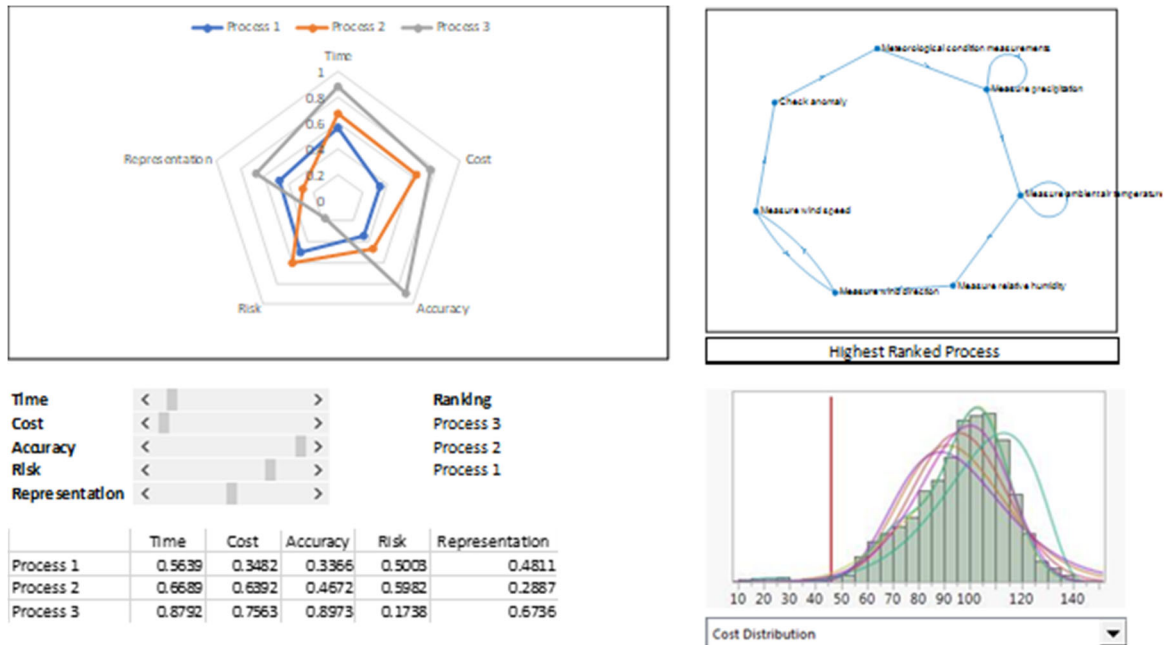 Process 1 Process 2 Process 3
Time
1
0.8
0.6
0.4
0.2
0
Representation
Cost
Risk
Accuracy
Meteorological condition measurements
Measure precipitation
Check anomaly
Measure ambient air temperature
Measure wind speed
Measure wind direction
Measure relative humidity
Highest Ranked Process
Time
Cost
Accuracy
Risk
Representation
Ranking
Process 3
Process 2
Process 1
Time Cost Accuracy Risk Representation
Process 1 0.5639 0.3482 0.3366 0.5003 0.4811
Process 2 0.6689 0.6392 0.4672 0.5982 0.2887
Process 3 0.8792 0.7563 0.8973 0.1738 0.6736
10 20 30 40 50 60 70 80 90 100 120 140
Cost Distribution